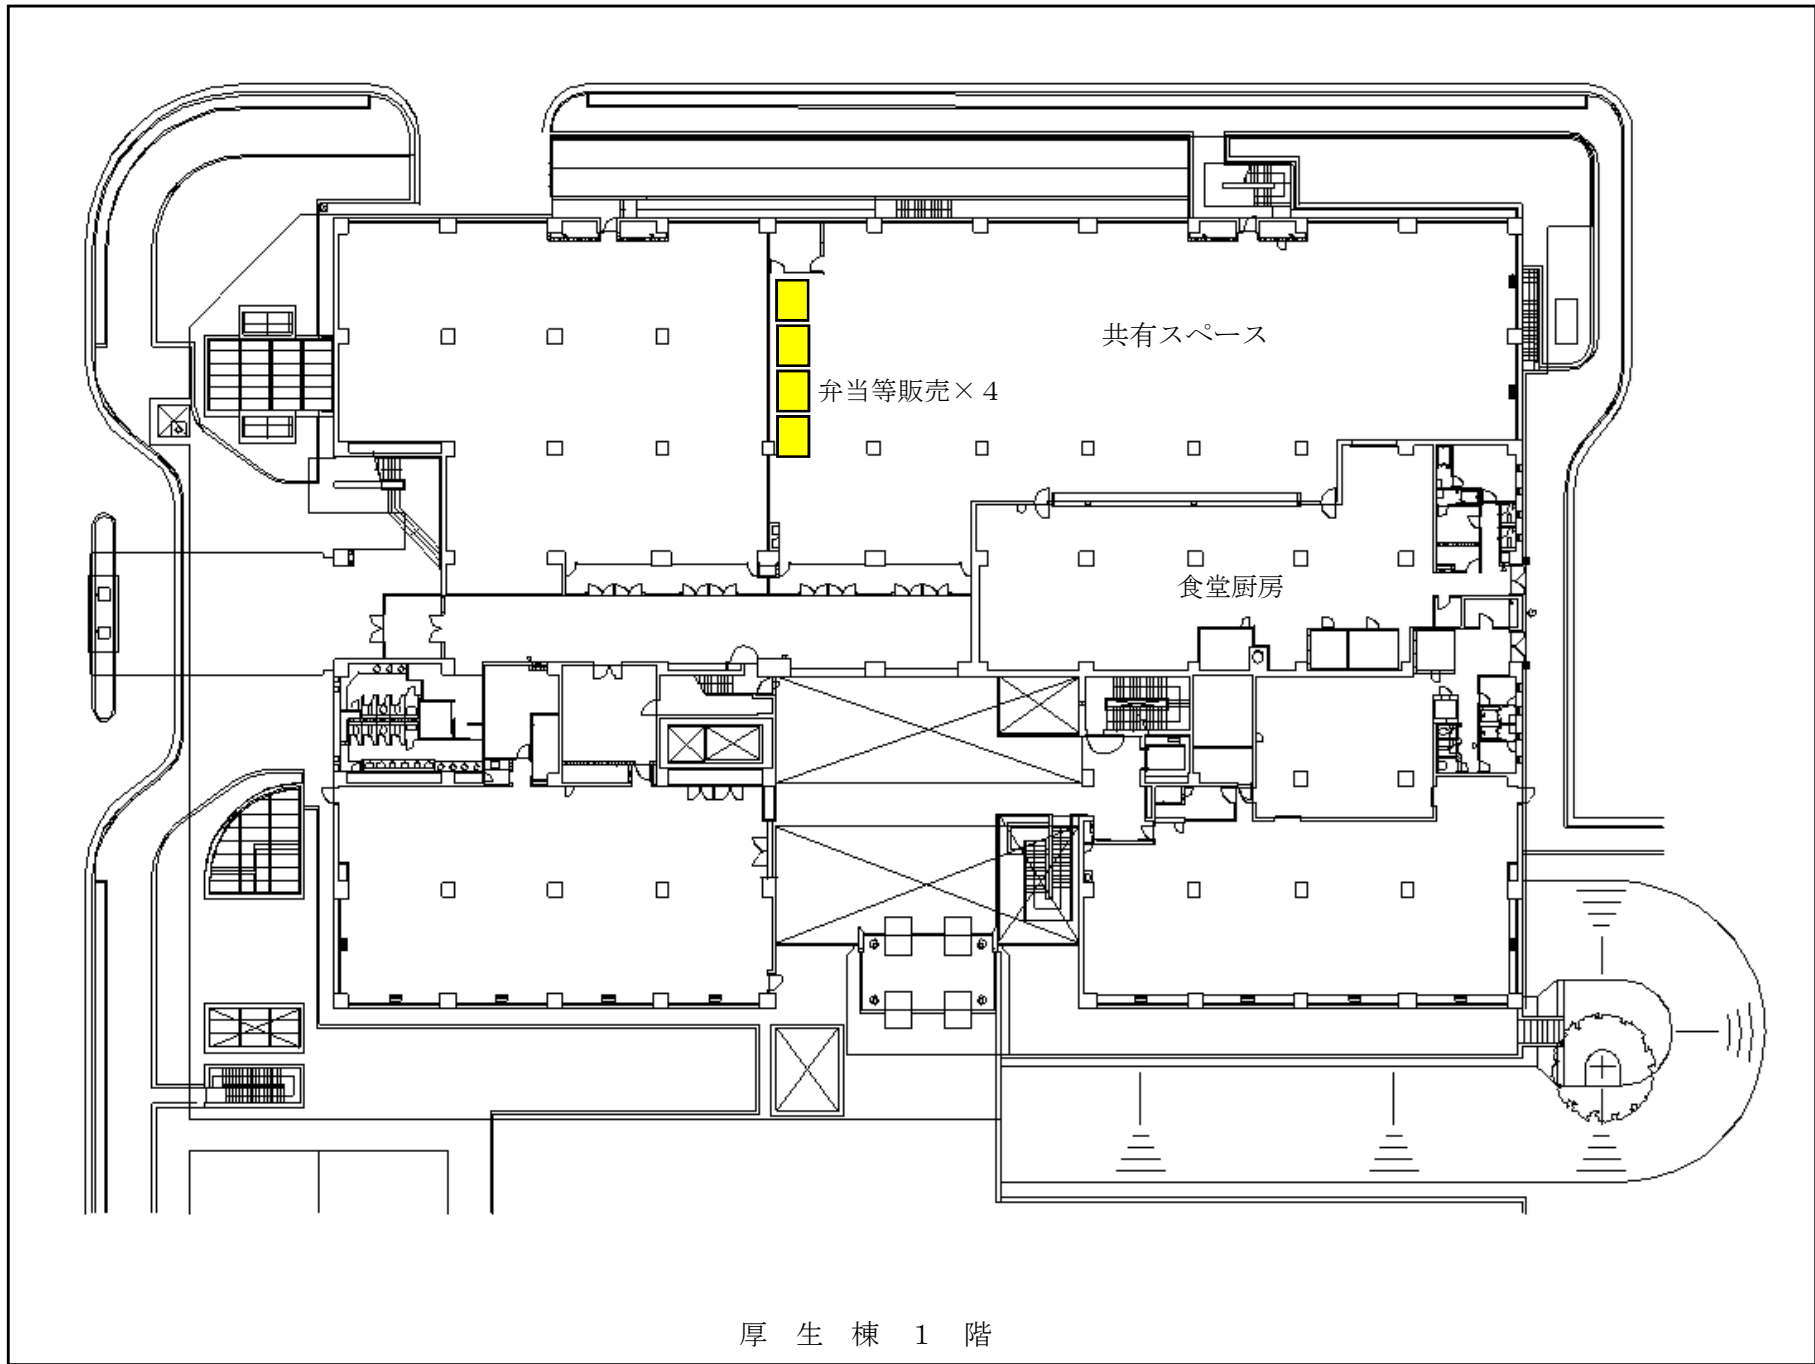 共有スペース
弁当等販売×４
食堂厨房
厚　生　棟　１　階